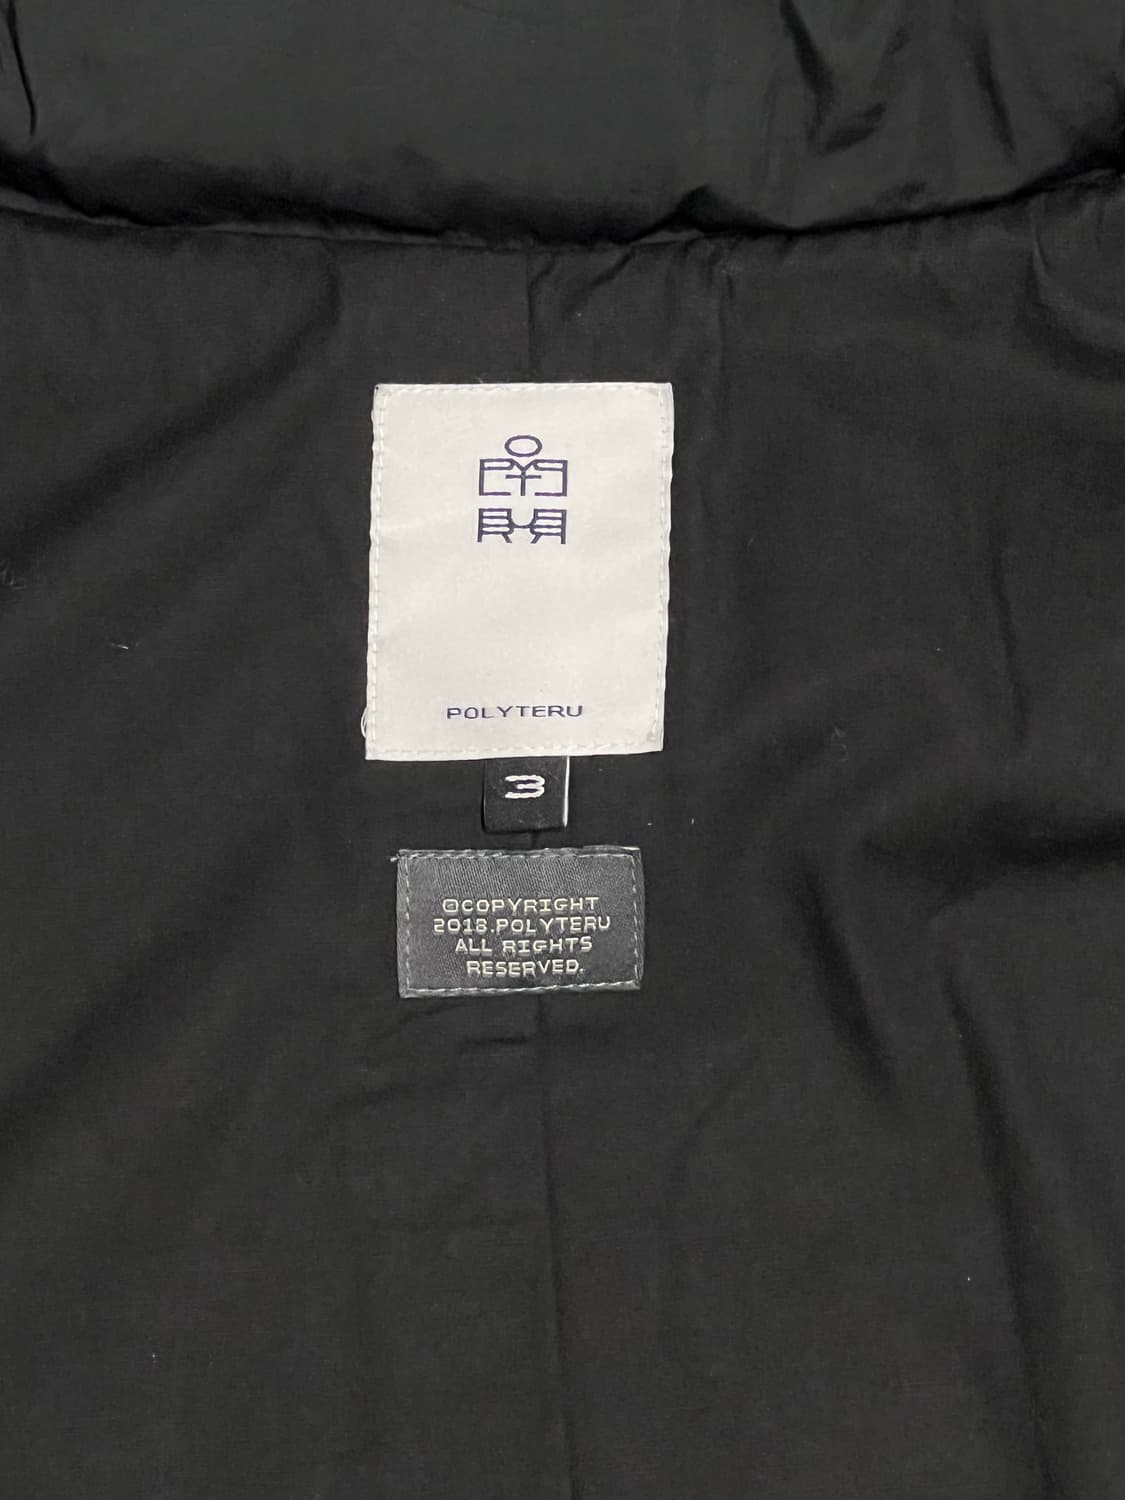 POLYTERU
3
©COPYRIGHT
2018.POLYTERU
ALL RIGHTS
RESERVED.